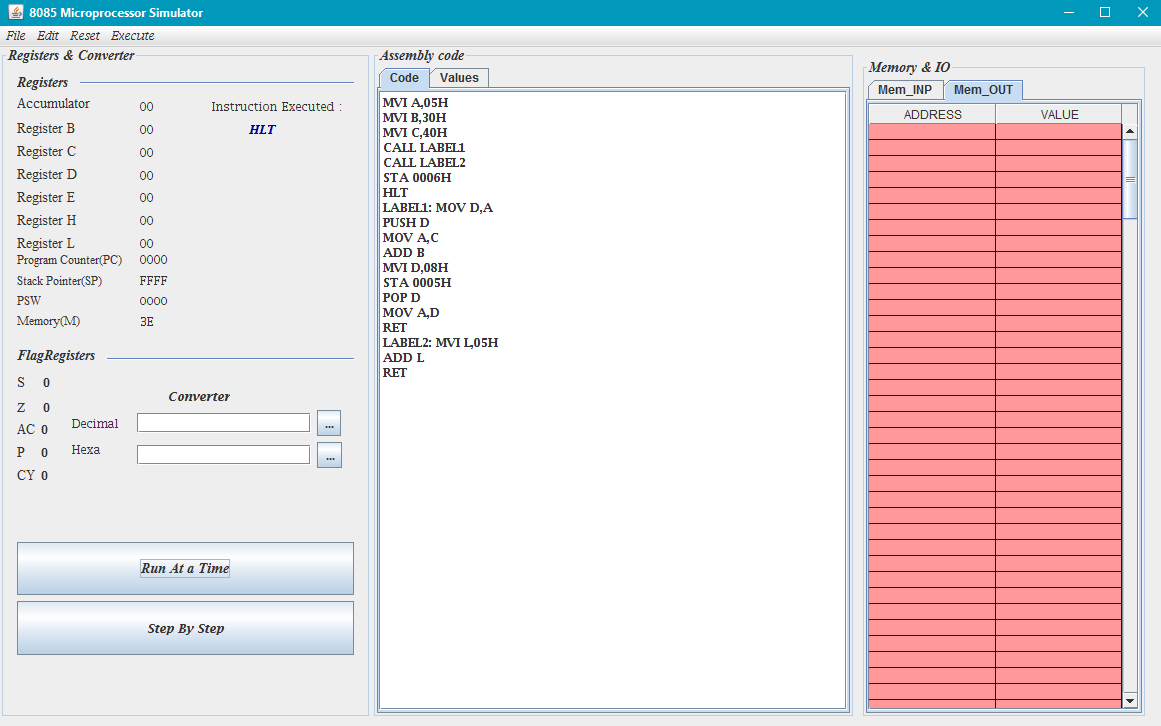 8085 Microprocessor Simulator
File Edit Reset Execute
Registers & Converter
Registers
Accumulator 00 Instruction Executed :
Register B 00 HLT
Register C 00
Register D 00
Register E 00
Register H 00
Register L 00
Program Counter(PC) 0000
Stack Pointer(SP) FFFF
PSW 0000
Memory(M) 3E
FlagRegisters
S 0
Converter
Z 0
Decimal ...
AC 0
Hexa ...
P 0
CY 0
Run At a Time
Step By Step
Assembly code
Code Values
MVI A,05H
MVI B,30H
MVI C,40H
CALL LABEL1
CALL LABEL2
STA 0006H
HLT
LABEL1: MOV D,A
PUSH D
MOV A,C
ADD B
MVI D,08H
STA 0005H
POP D
MOV A,D
RET
LABEL2: MVI L,05H
ADD L
RET
Memory & IO
Mem_INP Mem_OUT
ADDRESS VALUE